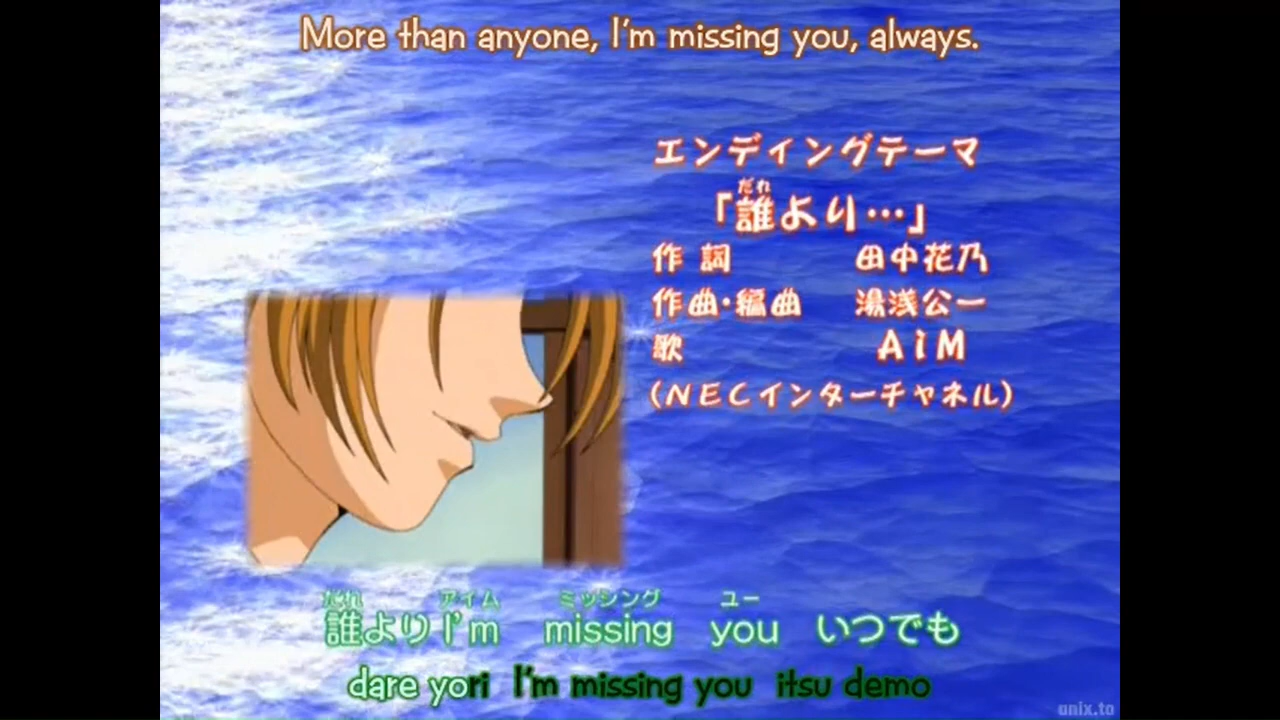 More than anyone, I'm missing you, always.
エンディングテーマ
だれ
「誰より…」
作詞 田中花乃
作曲・編曲 湯浅公一
歌 AiM
(NECインターチャネル)
だれ アイム ミッシング ユー
誰より I'm missing you いつでも
dare yori I'm missing you itsu demo
anix.to